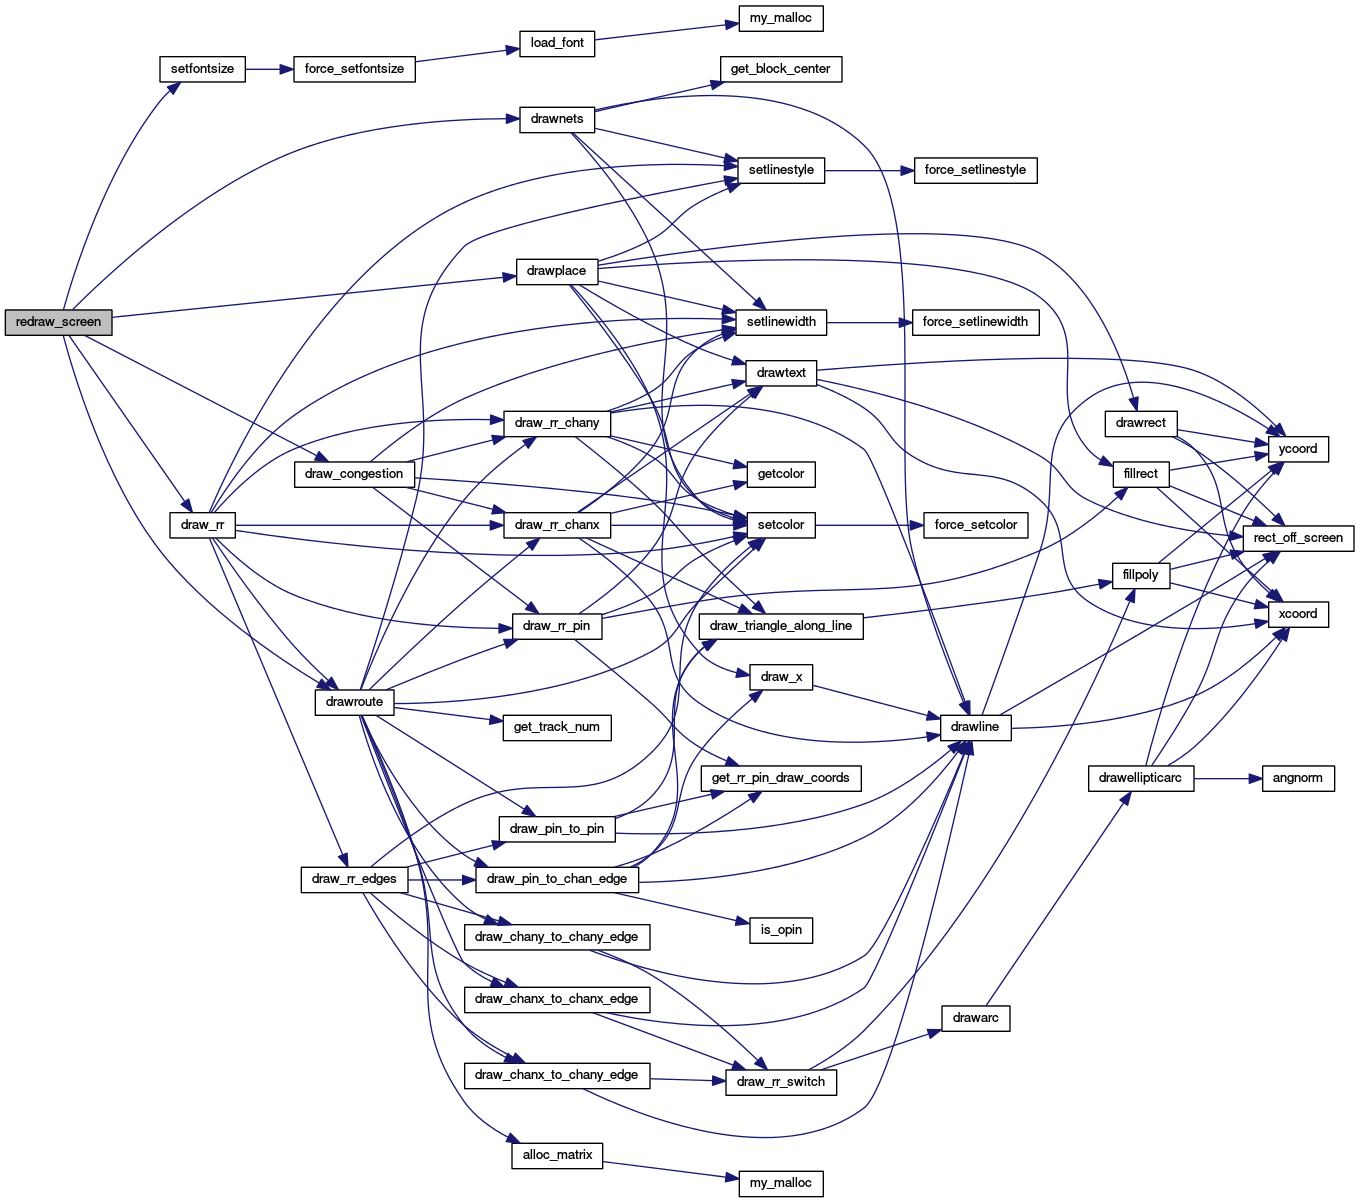 my_malloc
load_font
setfontsize
force_setfontsize
get_block_center
drawnets
setlinestyle
force_setlinestyle
drawplace
redraw_screen
setlinewidth
force_setlinewidth
drawtext
draw_rr_chany
drawrect
ycoord
draw_congestion
getcolor
fillrect
draw_rr
draw_rr_chanx
setcolor
force_setcolor
rect_off_screen
fillpoly
draw_rr_pin
draw_triangle_along_line
xcoord
draw_x
drawroute
get_track_num
drawline
get_rr_pin_draw_coords
drawellipticarc
angnorm
draw_pin_to_pin
draw_rr_edges
draw_pin_to_chan_edge
is_opin
draw_chany_to_chany_edge
draw_chanx_to_chanx_edge
drawarc
draw_chanx_to_chany_edge
draw_rr_switch
alloc_matrix
my_malloc